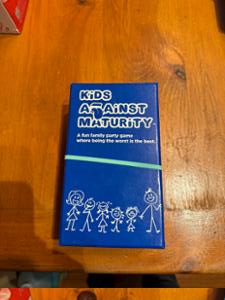 KiDS
AGAiNST
MATURiTY
A fun family party game
where being the worst is the best.